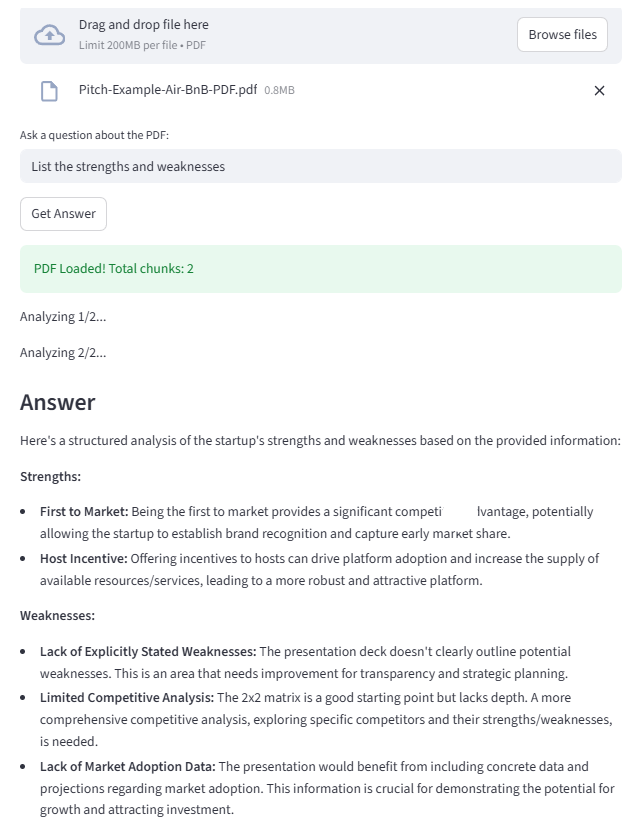 Drag and drop file here
Limit 200MB per file • PDF
Browse files
Pitch-Example-Air-BnB-PDF.pdf 0.8MB
Ask a question about the PDF:
List the strengths and weaknesses
Get Answer
PDF Loaded! Total chunks: 2
Analyzing 1/2...
Analyzing 2/2...
Answer
Here's a structured analysis of the startup's strengths and weaknesses based on the provided information:
Strengths:
• First to Market: Being the first to market provides a significant potentially
allowing the startup to establish brand recognition and capture early market share.
• Host Incentive: Offering incentives to hosts can drive platform adoption and increase the supply of
available resources/services, leading to a more robust and attractive platform.
Weaknesses:
• Lack of Explicitly Stated Weaknesses: The presentation deck doesn't clearly outline potential
weaknesses. This is an area that needs improvement for transparency and strategic planning.
• Limited Competitive Analysis: The 2x2 matrix is a good starting point but lacks depth. A more
comprehensive competitive analysis, exploring specific competitors and their strengths/weaknesses,
is needed.
• Lack of Market Adoption Data: The presentation would benefit from including concrete data and
projections regarding market adoption. This information is crucial for demonstrating the potential for
growth and attracting investment.